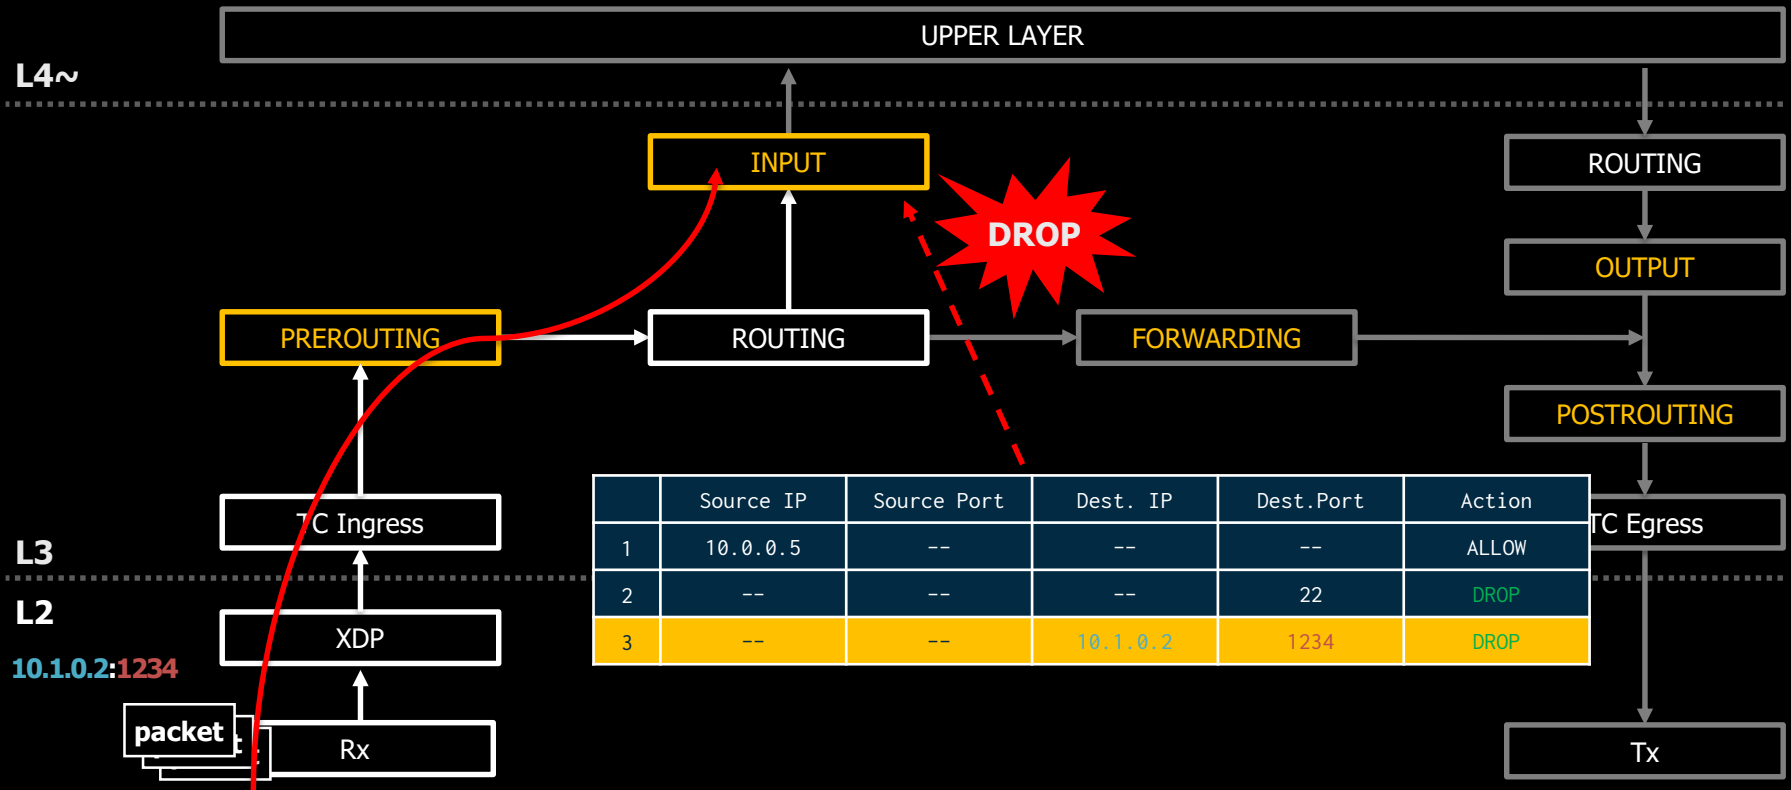 UPPER LAYER
L4~
INPUT
ROUTING
DROP
OUTPUT
PREROUTING
ROUTING
FORWARDING
POSTROUTING
Source IP Source Port Dest. IP Dest.Port Action
1 10.0.0.5 -- -- -- ALLOW
2 -- -- -- 22 DROP
3 -- -- 10.1.0.2 1234 DROP
TC Ingress
TC Egress
L3
L2
XDP
10.1.0.2:1234
packet
Rx
Tx